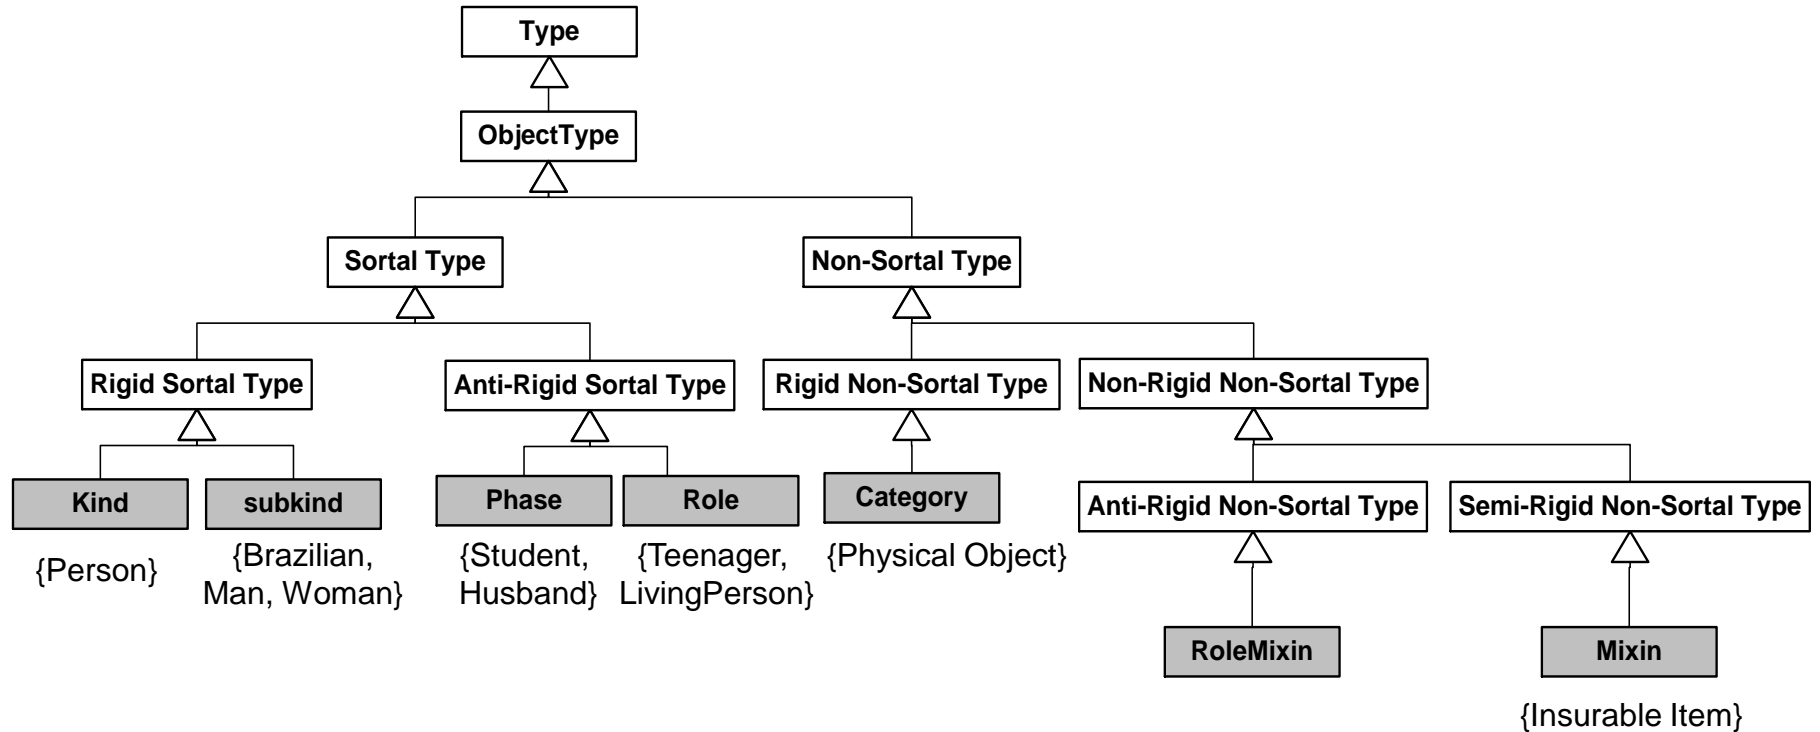 Type
ObjectType
Sortal Type
Non-Sortal Type
Rigid Sortal Type
Anti-Rigid Sortal Type
Rigid Non-Sortal Type
Non-Rigid Non-Sortal Type
Kind
subkind
Phase
Role
Category
Anti-Rigid Non-Sortal Type
Semi-Rigid Non-Sortal Type
{Person}
{Brazilian,
Man, Woman}
{Student,
Husband}
{Teenager,
LivingPerson}
{Physical Object}
RoleMixin
Mixin
{Insurable Item}